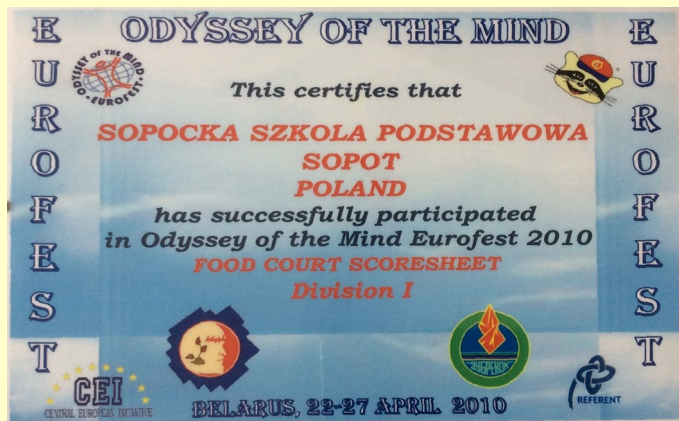 ODYSSEY OF THE MIND
EUROFEST
EUROFEST
ODYSSEY OF THE MIND
EUROFEST
This certifies that
SOPOCKA SZKOLA PODSTAWOWA
SOPOT
POLAND
has successfully participated
in Odyssey of the Mind Eurofest 2010
FOOD COURT SCORESHEET
Division I
ЗУБРЕНОК
CEI
CENTRAL EUROPEAN INITIATIVE
REFERENT
BELARUS, 22-27 APRIL 2010